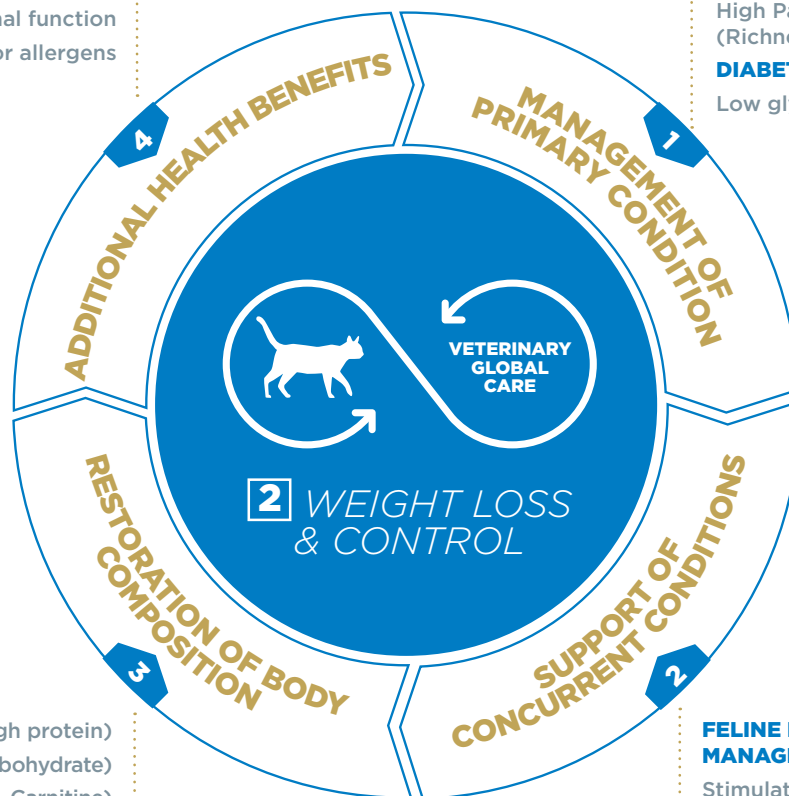 nal function
or allergens
High Pa
(Richne
DIABET
Low gl
4
ADDITIONAL HEALTH BENEFITS
1
MANAGEMENT OF
PRIMARY CONDITION
VETERINARY
GLOBAL
CARE
2 WEIGHT LOSS
& CONTROL
3
RESTORATION OF BODY
COMPOSITION
2
SUPPORT OF
CONCURRENT CONDITIONS
gh protein)
bohydrate)
Carnitine)
FELINE
MANAG
Stimulat